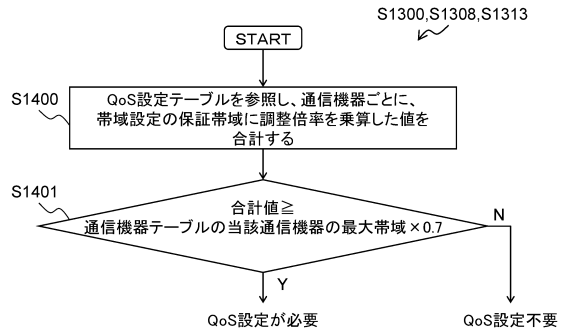 S1300,S1308,S1313
START
S1400
QoS設定テーブルを参照し、通信機器ごとに、
帯域設定の保証帯域に調整倍率を乗算した値を
合計する
S1401
合計値≧
通信機器テーブルの当該通信機器の最大帯域×0.7
N
Y
QoS設定が必要
QoS設定不要